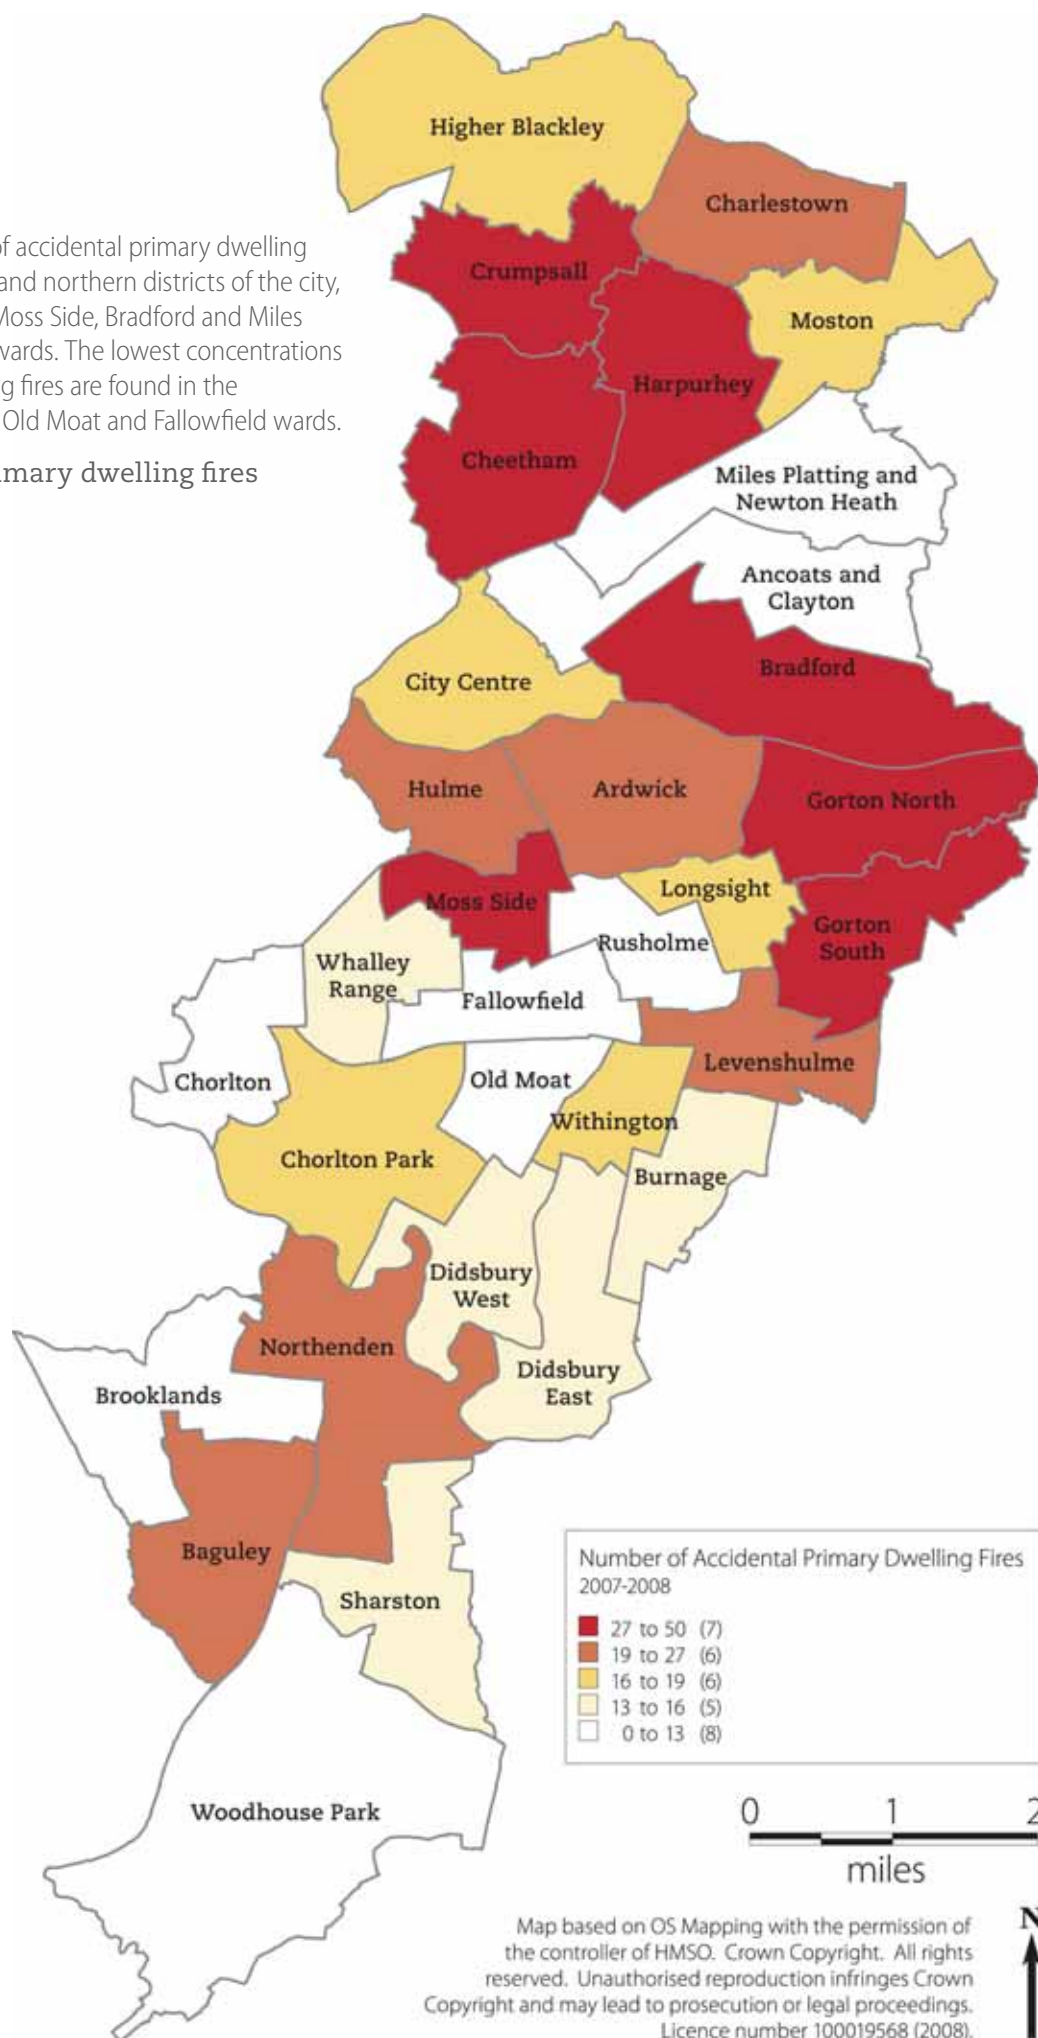 Higher Blackley
Charlestown
of accidental primary dwelling
and northern districts of the city,
Moss Side, Bradford and Miles
wards. The lowest concentrations
g fires are found in the
Old Moat and Fallowfield wards.
imary dwelling fires
Crumpsall
Moston
Harpurhey
Cheetham
Miles Platting and
Newton Heath
Ancoats and
Clayton
Bradford
City Centre
Hulme
Ardwick
Gorton North
Longsight
Moss Side
Gorton
South
Rusholme
Whalley
Range
Fallowfield
Levenshulme
Chorlton
Old Moat
Withington
Chorlton Park
Burnage
Didsbury
West
Northenden
Didsbury
East
Brooklands
Baguley
Sharston
Woodhouse Park
Number of Accidental Primary Dwelling Fires
2007-2008
27 to 50 (7)
19 to 27 (6)
16 to 19 (6)
13 to 16 (5)
0 to 13 (8)
0 1 2
miles
N
Map based on OS Mapping with the permission of
the controller of HMSO. Crown Copyright. All rights
reserved. Unauthorised reproduction infringes Crown
Copyright and may lead to prosecution or legal proceedings.
Licence number 100019568 (2008).